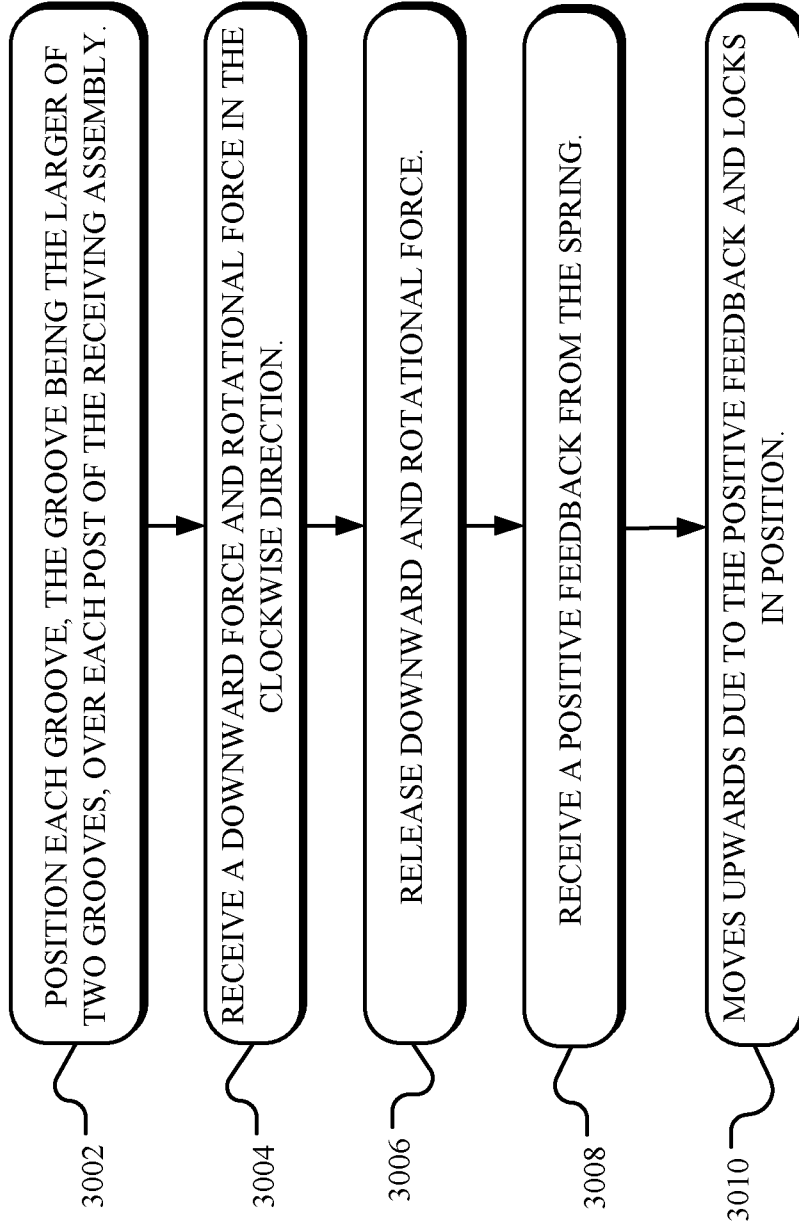 POSITION EACH GROOVE, THE GROOVE BEING THE LARGER OF
TWO GROOVES, OVER EACH POST OF THE RECEIVING ASSEMBLY.
3002
RECEIVE A DOWNWARD FORCE AND ROTATIONAL FORCE IN THE
CLOCKWISE DIRECTION.
3004
RELEASE DOWNWARD AND ROTATIONAL FORCE.
3006
RECEIVE A POSITIVE FEEDBACK FROM THE SPRING.
3008
MOVES UPWARDS DUE TO THE POSITIVE FEEDBACK AND LOCKS
IN POSITION.
3010